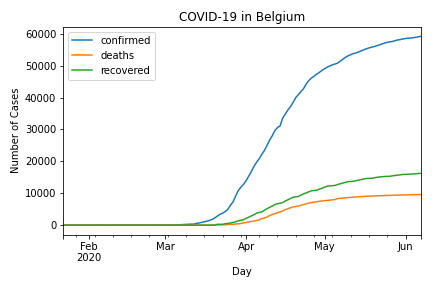 COVID-19 in Belgium
confirmed
deaths
recovered
Number of Cases
60000
50000
40000
30000
20000
10000
0
Feb
2020
Mar
Apr
May
Jun
Day